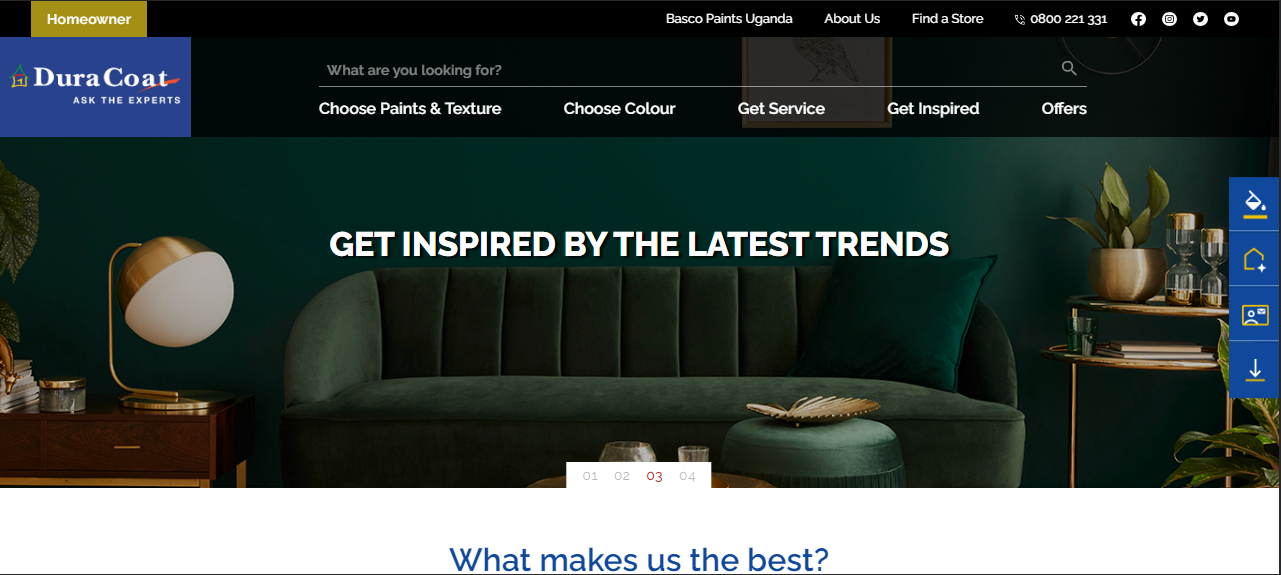 Homeowner
Basco Paints Uganda
About Us
Find a Store
0800 221 331
Dura Coat
ASK THE EXPERTS
What are you looking for?
Choose Paints & Texture
Choose Colour
Get Service
Get Inspired
Offers
GET INSPIRED BY THE LATEST TRENDS
01 02 03 04
What makes us the best?